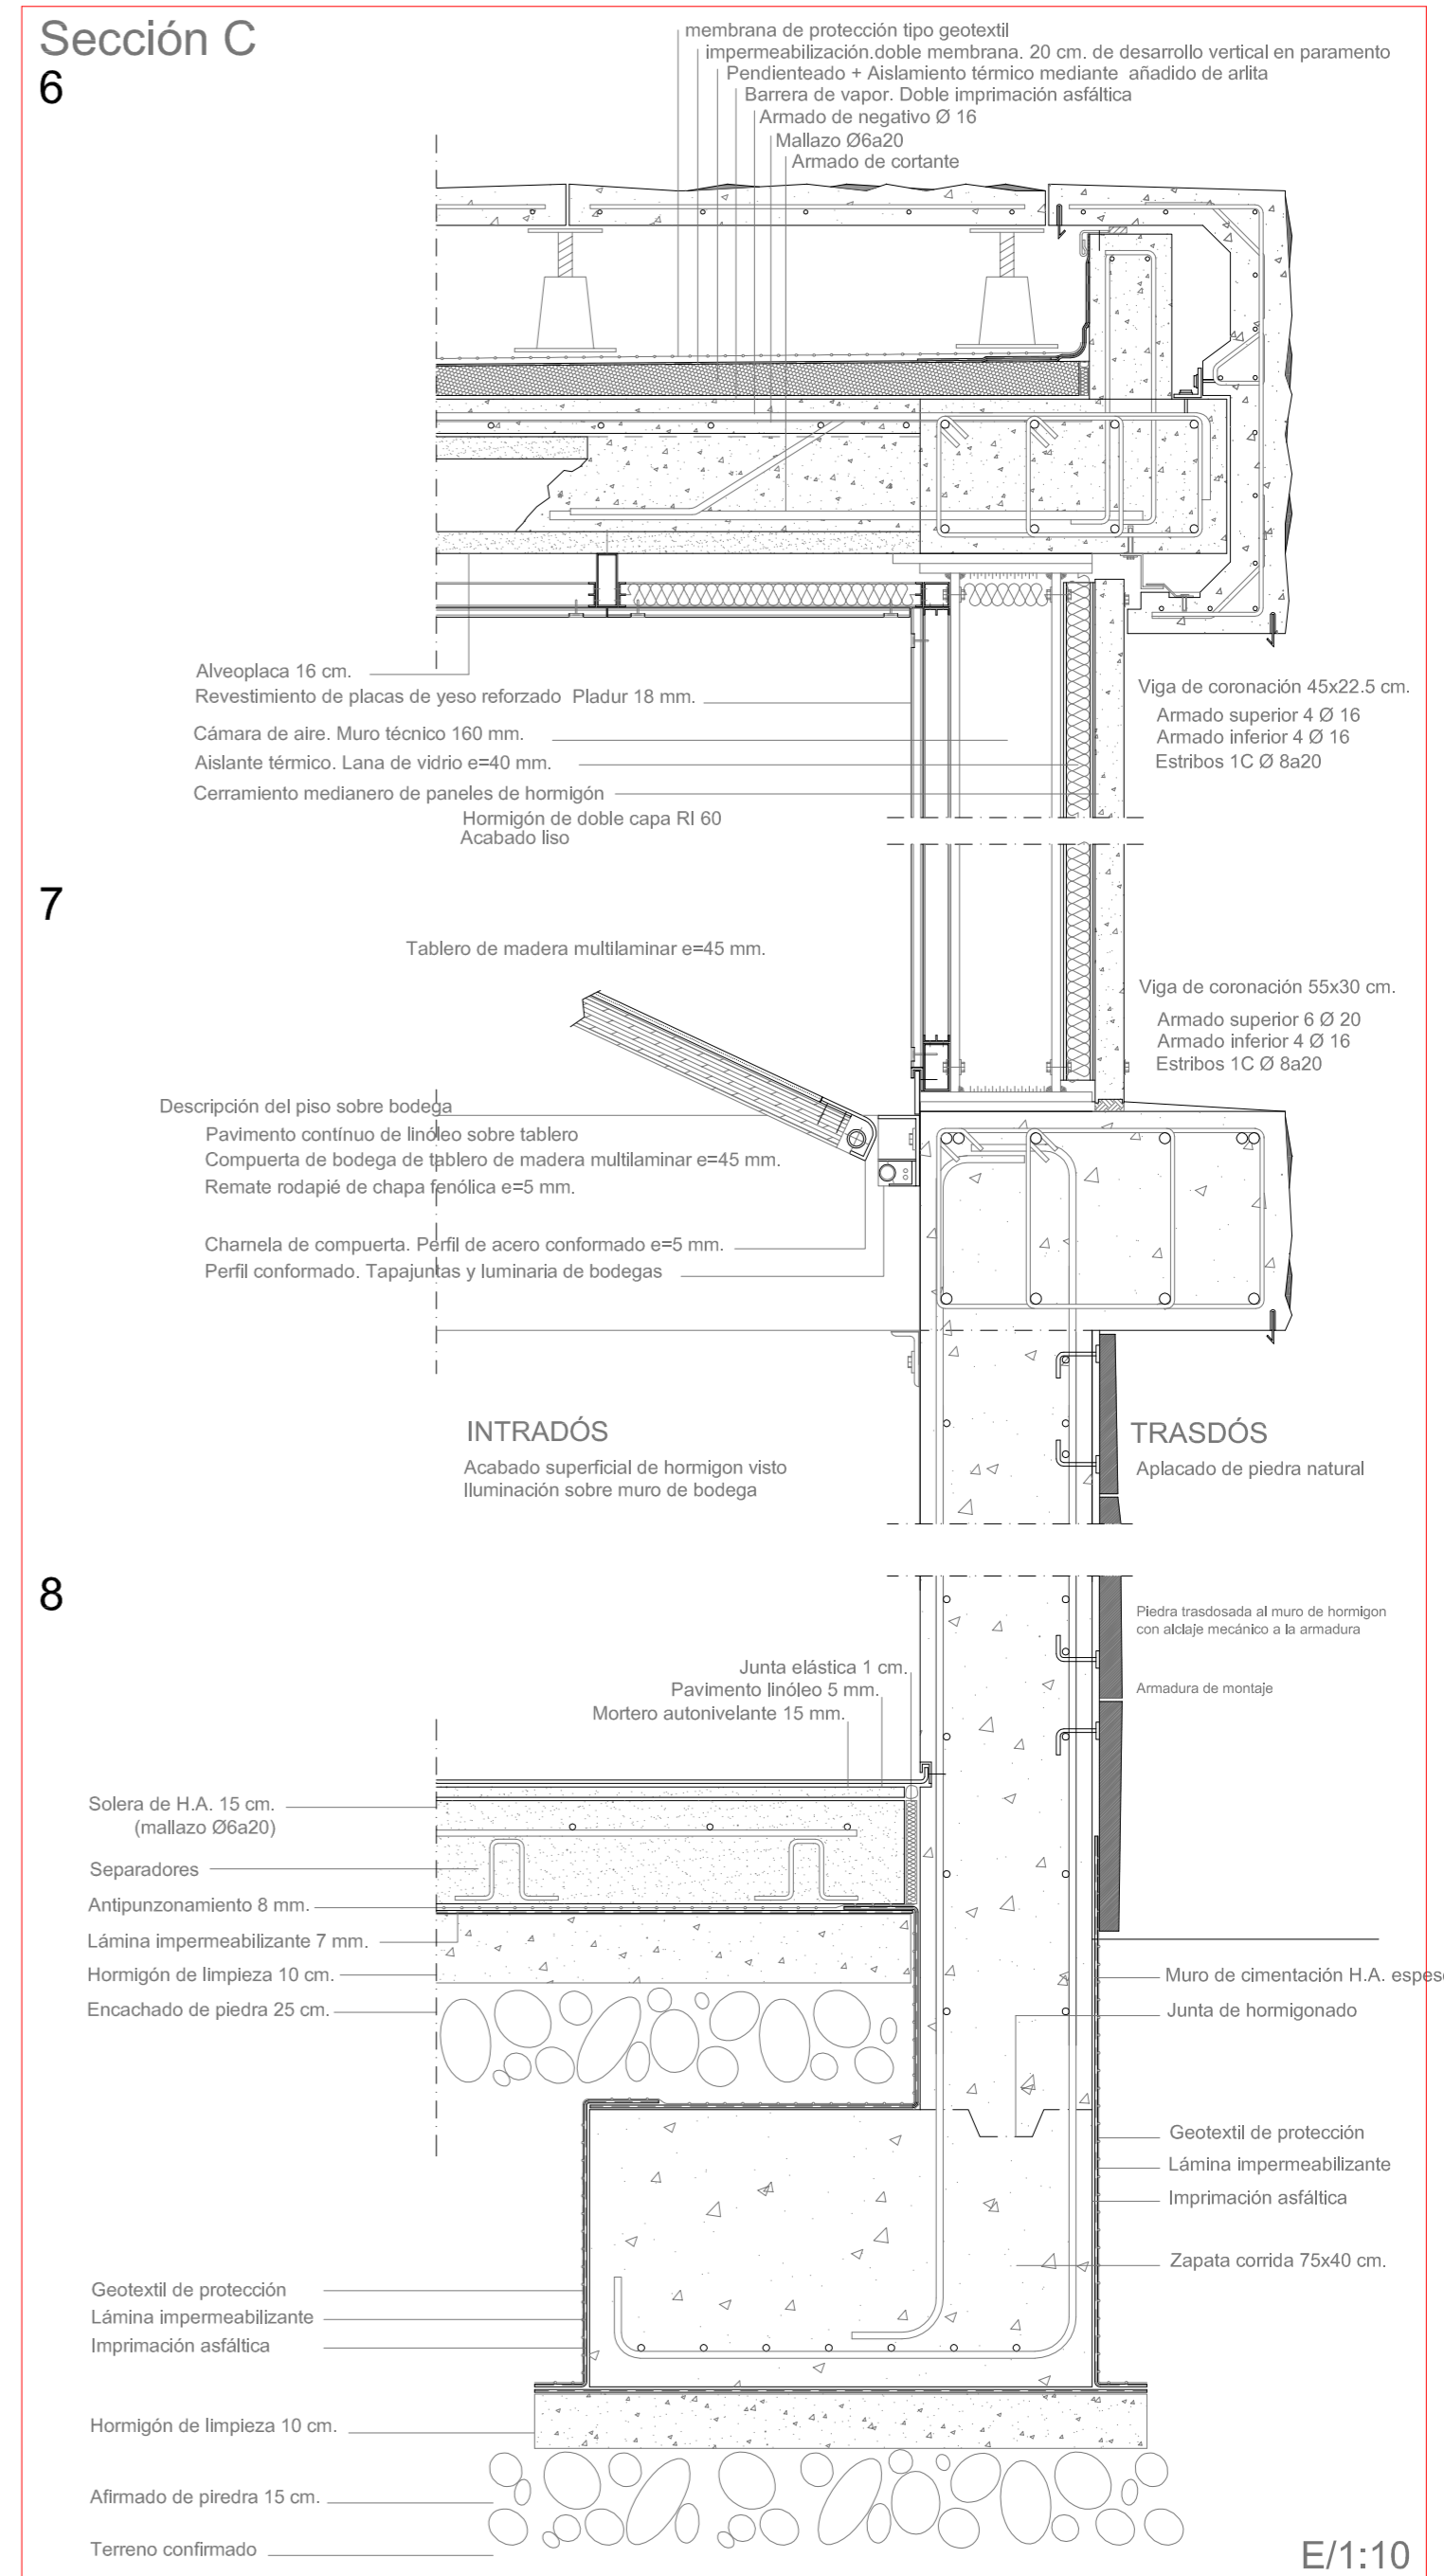 Sección C
6
membrana de protección tipo geotextil
impermeabilización.doble membrana. 20 cm. de desarrollo vertical en paramento
Pendienteado + Aislamiento térmico mediante añadido de arlita
Barrera de vapor. Doble imprimación asfáltica
Armado de negativo Ø 16
Mallazo Ø6a20
Armado de cortante
Alveoplaca 16 cm.
Revestimiento de placas de yeso reforzado Pladur 18 mm.
Cámara de aire. Muro técnico 160 mm.
Aislante térmico. Lana de vidrio e=40 mm.
Cerramiento medianero de paneles de hormigón
Hormigón de doble capa RI 60
Acabado liso
Viga de coronación 45x22.5 cm.
Armado superior 4 Ø 16
Armado inferior 4 Ø 16
Estribos 1C Ø 8a20
7
Tablero de madera multilaminar e=45 mm.
Viga de coronación 55x30 cm.
Armado superior 6 Ø 20
Armado inferior 4 Ø 16
Estribos 1C Ø 8a20
Descripción del piso sobre bodega
Pavimento contínuo de linóleo sobre tablero
Compuerta de bodega de tablero de madera multilaminar e=45 mm.
Remate rodapié de chapa fenólica e=5 mm.
Charnela de compuerta. Perfil de acero conformado e=5 mm.
Perfil conformado. Tapajuntas y luminaria de bodegas
INTRADÓS
Acabado superficial de hormigon visto
Iluminación sobre muro de bodega
TRASDÓS
Aplacado de piedra natural
8
Piedra trasdosada al muro de hormigon
con alclaje mecánico a la armadura
Armadura de montaje
Junta elástica 1 cm.
Pavimento linóleo 5 mm.
Mortero autonivelante 15 mm.
Solera de H.A. 15 cm.
(mallazo Ø6a20)
Separadores
Antipunzonamiento 8 mm.
Lámina impermeabilizante 7 mm.
Hormigón de limpieza 10 cm.
Encachado de piedra 25 cm.
Muro de cimentación H.A.
Junta de hormigonado
Geotextil de protección
Lámina impermeabilizante
Imprimación asfáltica
Zapata corrida 75x40 cm.
Geotextil de protección
Lámina impermeabilizante
Imprimación asfáltica
Hormigón de limpieza 10 cm.
Afirmado de piredra 15 cm.
Terreno confirmado
E/1:10